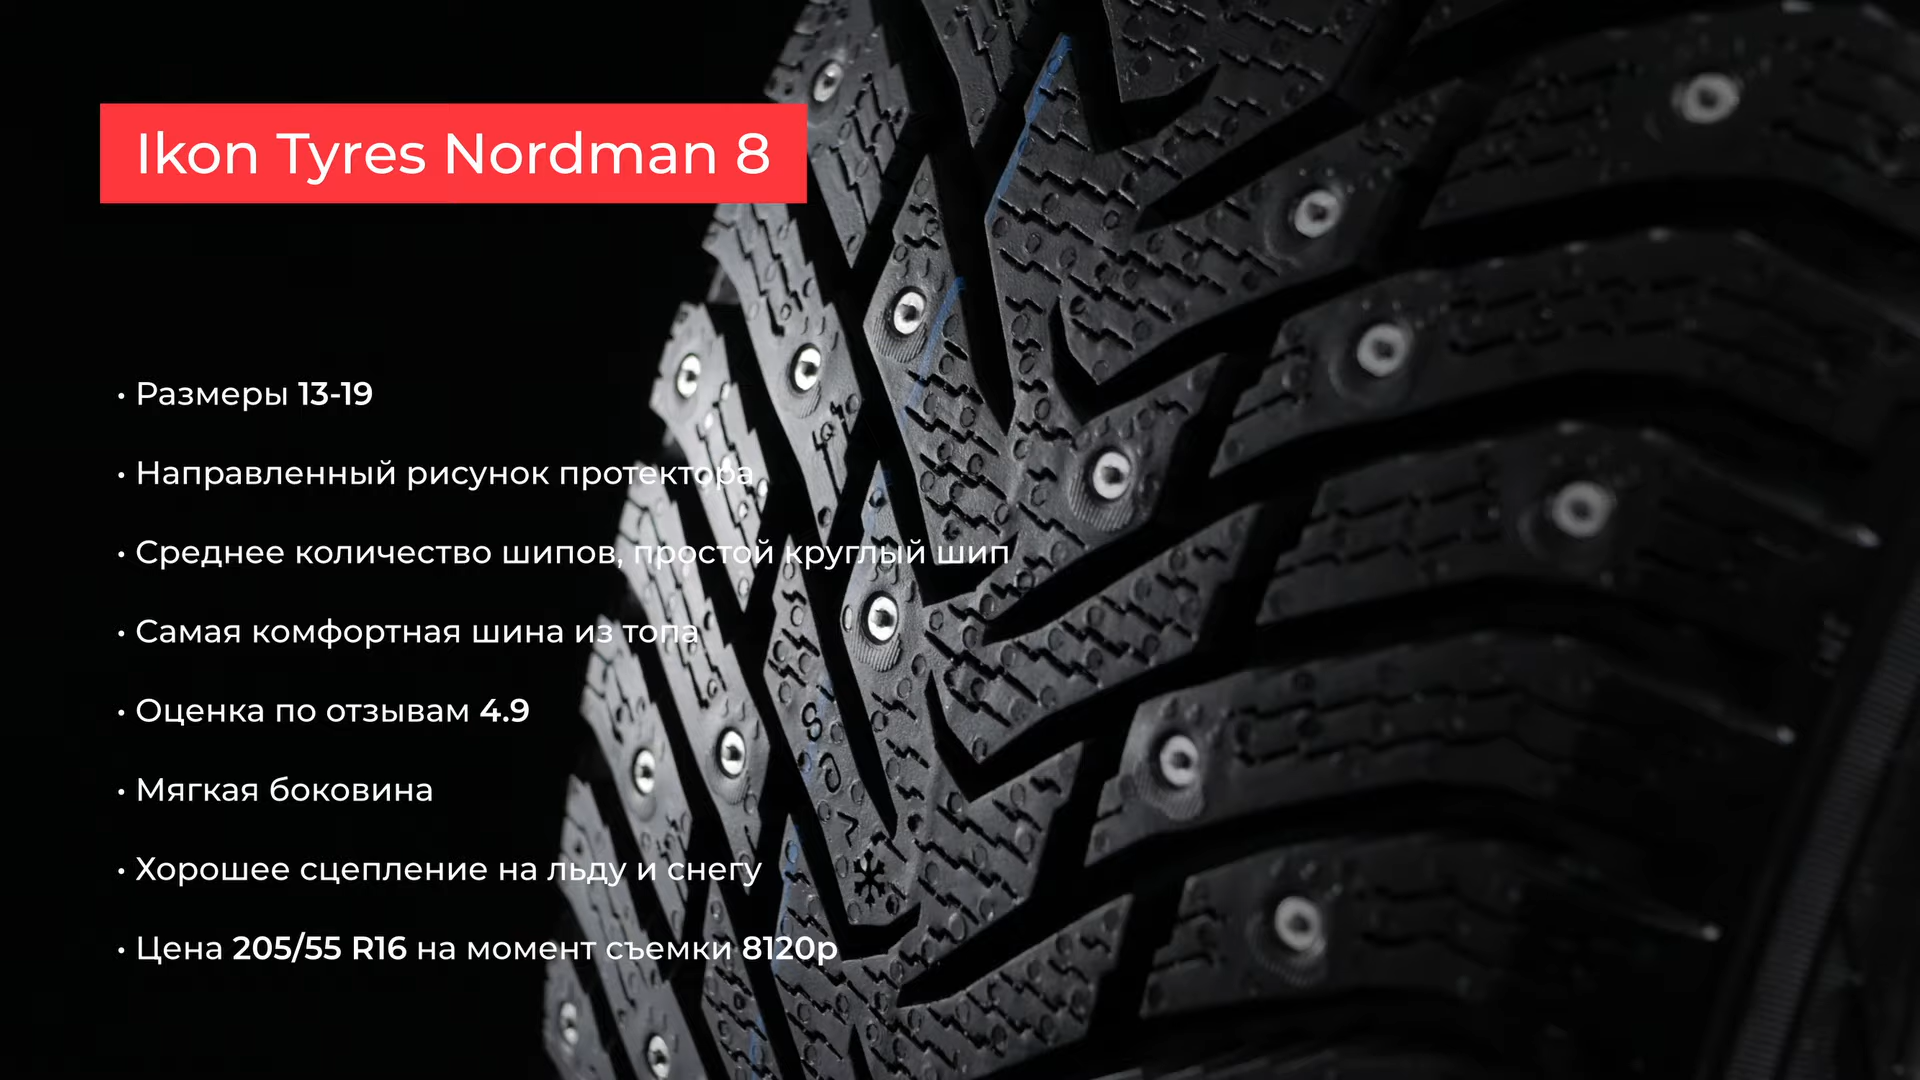 Ikon Tyres Nordman 8
• Размеры 13-19
• Направленный рисунок протектора
• Среднее количество шипов, простой круглый шип
• Самая комфортная шина из топа
• Оценка по отзывам 4.9
• Мягкая боковина
• Хорошее сцепление на льду и снегу
• Цена 205/55 R16 на момент съемки 8120р